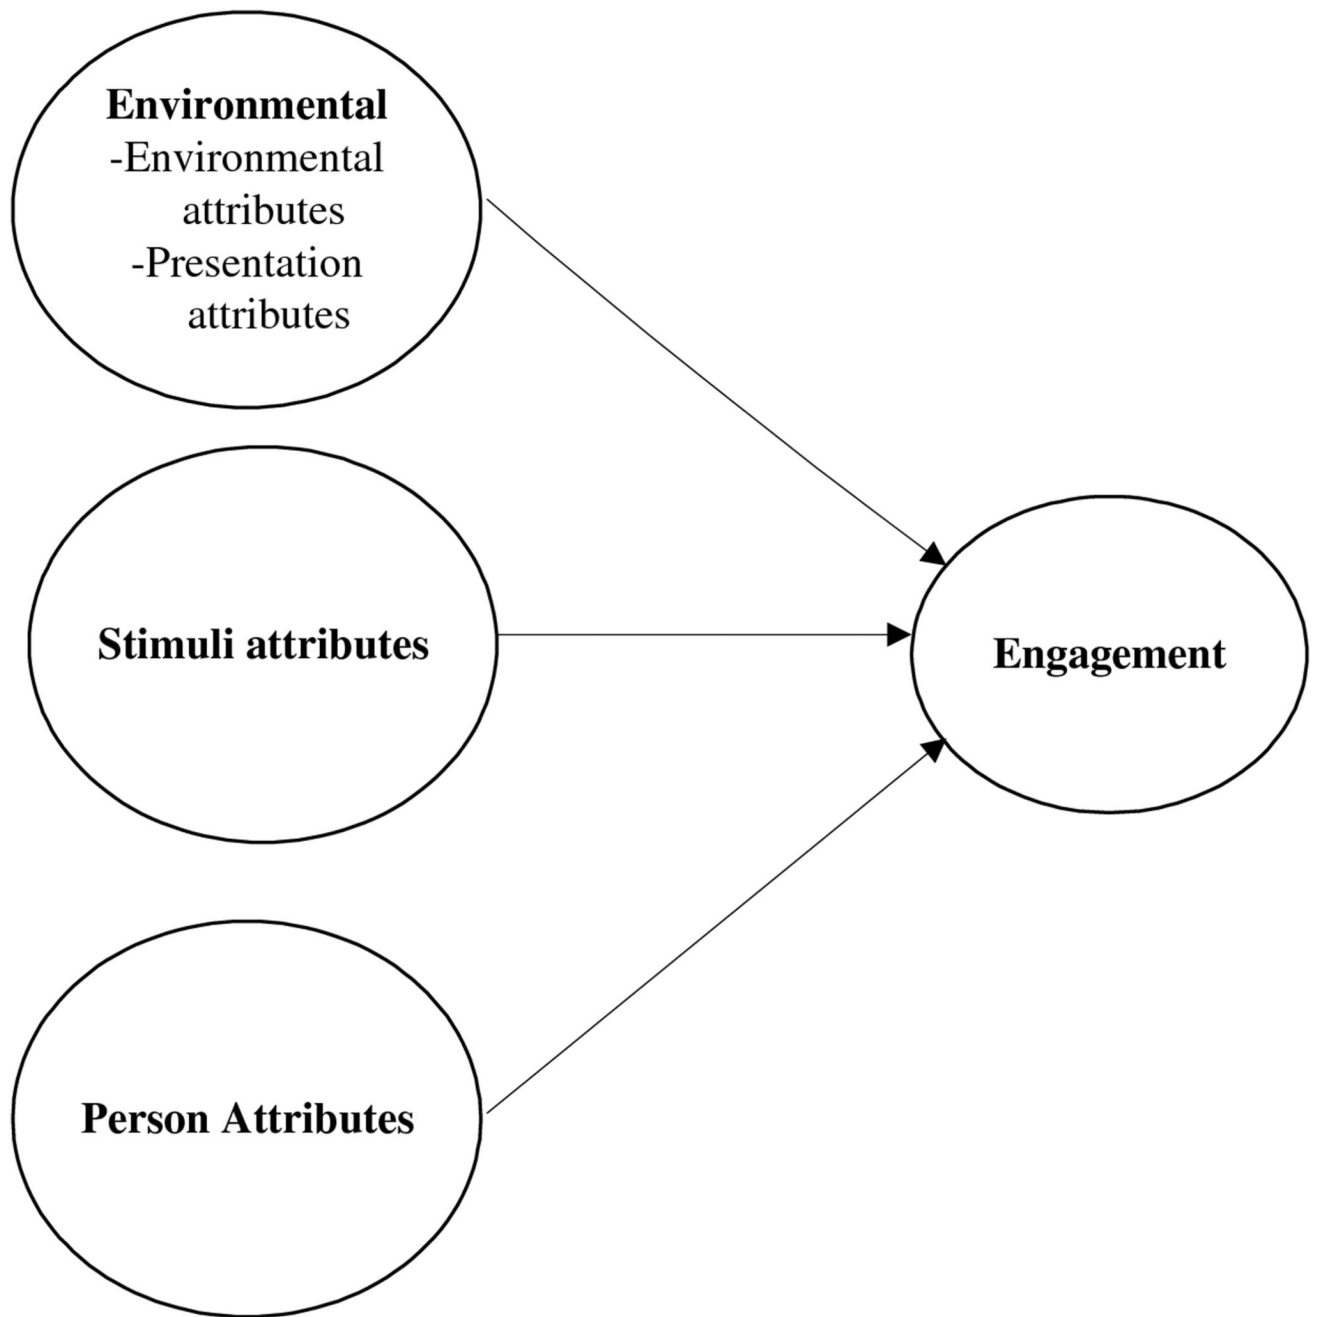 Environmental
-Environmental
attributes
-Presentation
attributes
Stimuli attributes
Engagement
Person Attributes